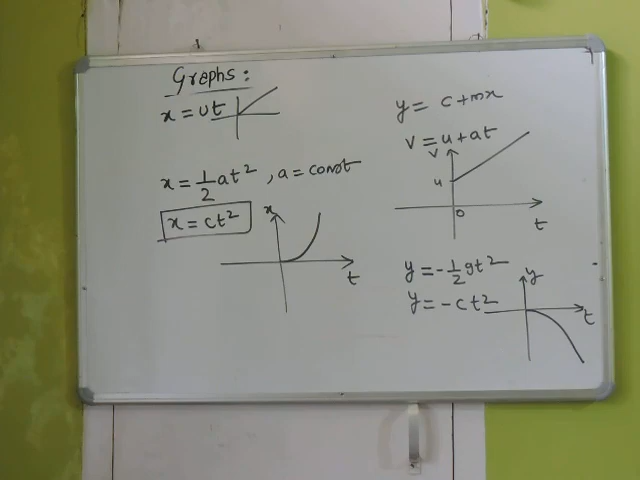 Graphs:
x = ut
x = 1/2 at², a = const
x = ct²
x
t
y = c + mx
v = u + at
v
u
0
t
y = -1/2 gt²
y = -ct²
y
t